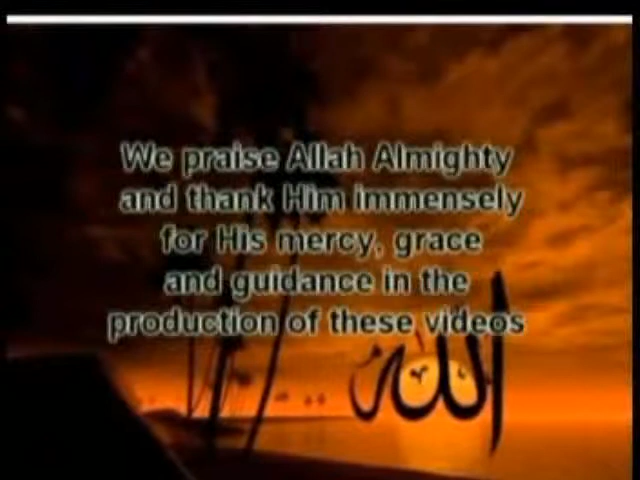 We praise Allah Almighty
and thank Him immensely
for His mercy, grace
and guidance in the
production of these videos
الله